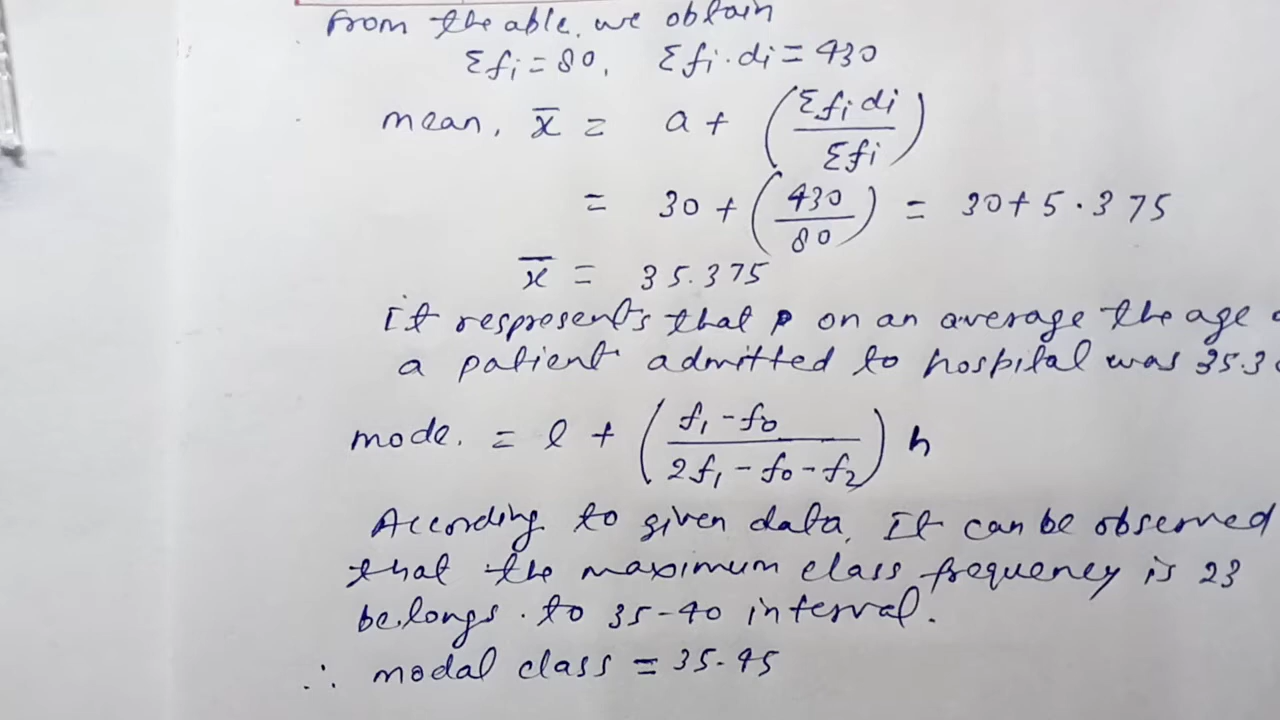 from the able, we obtain
Σfi = 80, Σfi·di = 430
mean, x̄ = a + (Σfidi / Σfi)
= 30 + (430 / 80) = 30 + 5.375
x̄ = 35.375
it respresents that p on an average the age
a patient admitted to hospital was 35.3
mode. = l + (f1 - f0 / 2f1 - f0 - f2) h
According to given data, It can be observed
that the maximum class frequency is 23
belongs. to 35-40 interval.
∴ modal class = 35-45